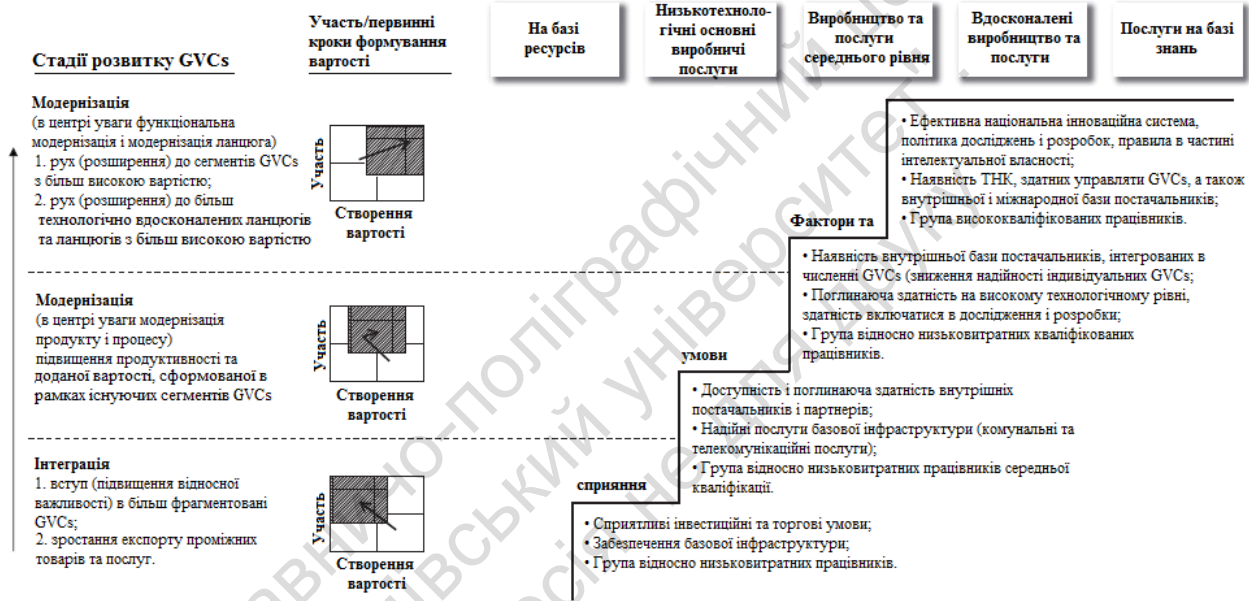 Стадії розвитку GVCs
Участь/первинні
кроки формування
вартості
На базі
ресурсів
Низькотехноло-
гічні основні
виробничі
послуги
Виробництво та
послуги
середнього рівня
Вдосконалені
виробництво та
послуги
Послуги на базі
знань
Модернізація
(в центрі уваги функціональна
модернізація і модернізація ланцюга)
1. рух (розширення) до сегментів GVCs
з більш високою вартістю;
2. рух (розширення) до більш
технологічно вдосконалених ланцюгів
та ланцюгів з більш високою вартістю
Участь
Створення
вартості
Модернізація
(в центрі уваги модернізація
продукту і процесу)
підвищення продуктивності та
доданої вартості, сформованої в
рамках існуючих сегментів GVCs
Участь
Створення
вартості
Інтеграція
1. вступ (підвищення відносної
важливості) в більш фрагментовані
GVCs;
2. зростання експорту проміжних
товарів та послуг.
Участь
Створення
вартості
Фактори та
• Ефективна національна інноваційна система,
політика досліджень і розробок, правила в частині
інтелектуальної власності;
• Наявність ТНК, здатних управляти GVCs, а також
внутрішньої і міжнародної бази постачальників;
• Група висококваліфікованих працівників.
умови
• Наявність внутрішньої бази постачальників, інтегрованих в
численні GVCs (зниження надійності індивідуальних GVCs;
• Поглинаюча здатність на високому технологічному рівні,
здатність включатися в дослідження і розробки;
• Група відносно низьковитратних кваліфікованих
працівників.
сприяння
• Доступність і поглинаюча здатність внутрішніх
постачальників і партнерів;
• Надійні послуги базової інфраструктури (комунальні та
телекомунікаційні послуги);
• Група відносно низьковитратних працівників середньої
кваліфікації.
• Сприятливі інвестиційні та торгові умови;
• Забезпечення базової інфраструктури;
• Група відносно низьковитратних працівників.